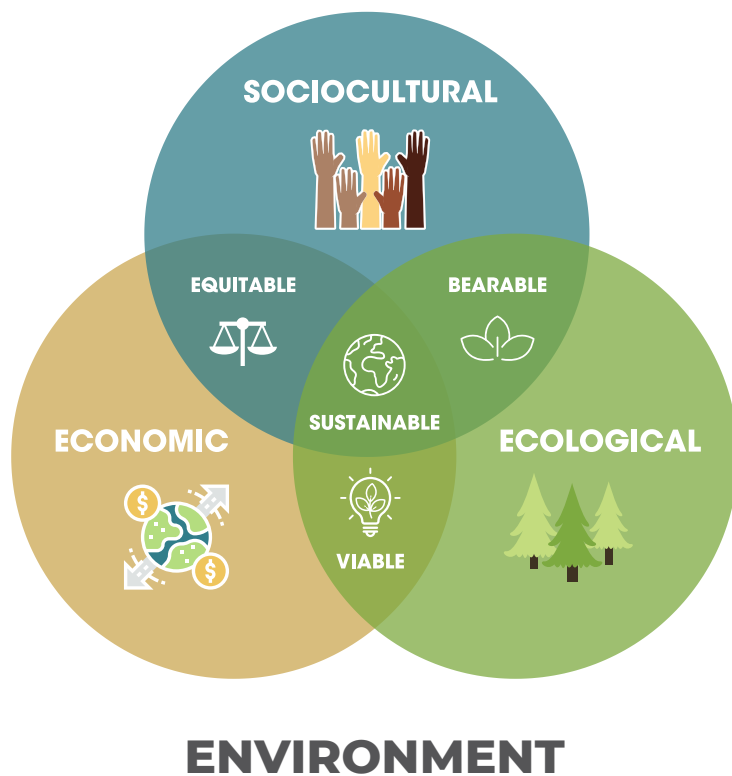 SOCIOCULTURAL
EQUITABLE
BEARABLE
SUSTAINABLE
ECONOMIC
ECOLOGICAL
$
$
VIABLE
ENVIRONMENT